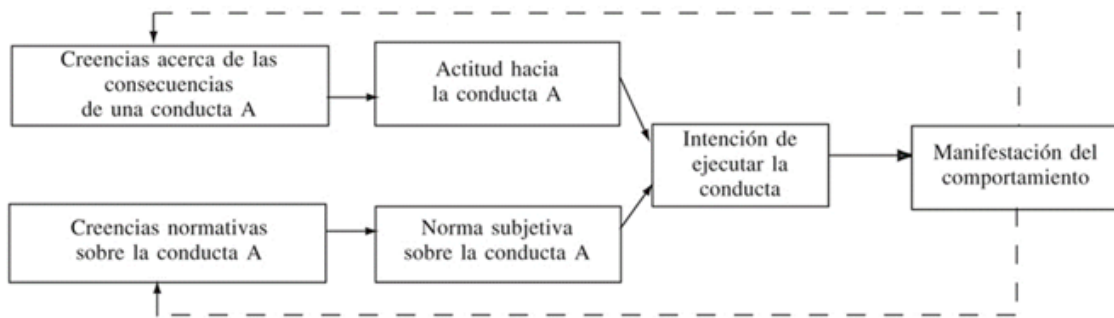 Creencias acerca de las
consecuencias
de una conducta A
Actitud hacia
la conducta A
Intención de
ejecutar la
conducta
Manifestación del
comportamiento
Creencias normativas
sobre la conducta A
Norma subjetiva
sobre la conducta A